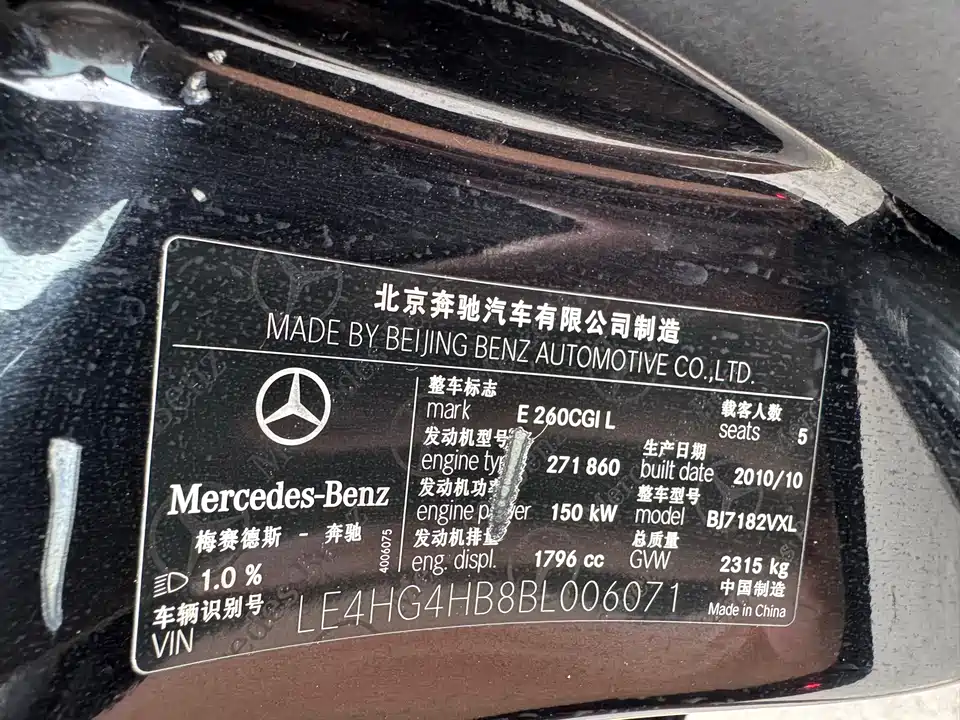 北京奔驰汽车有限公司制造
MADE BY BEIJING BENZ AUTOMOTIVE CO.,LTD.
Mercedes-Benz
梅赛德斯 - 奔驰
4006075
1.0 %
整车标志
mark E 260CGI L
载客人数
seats 5
发动机型号
engine typ 271 860
生产日期
built date 2010/10
发动机功率
engine power 150 kW
整车型号
model BJ7182VXL
发动机排量
eng. displ. 1796 cc
总质量
GVW 2315 kg
车辆识别号
VIN LE4HG4HB8BL006071
中国制造
Made in China